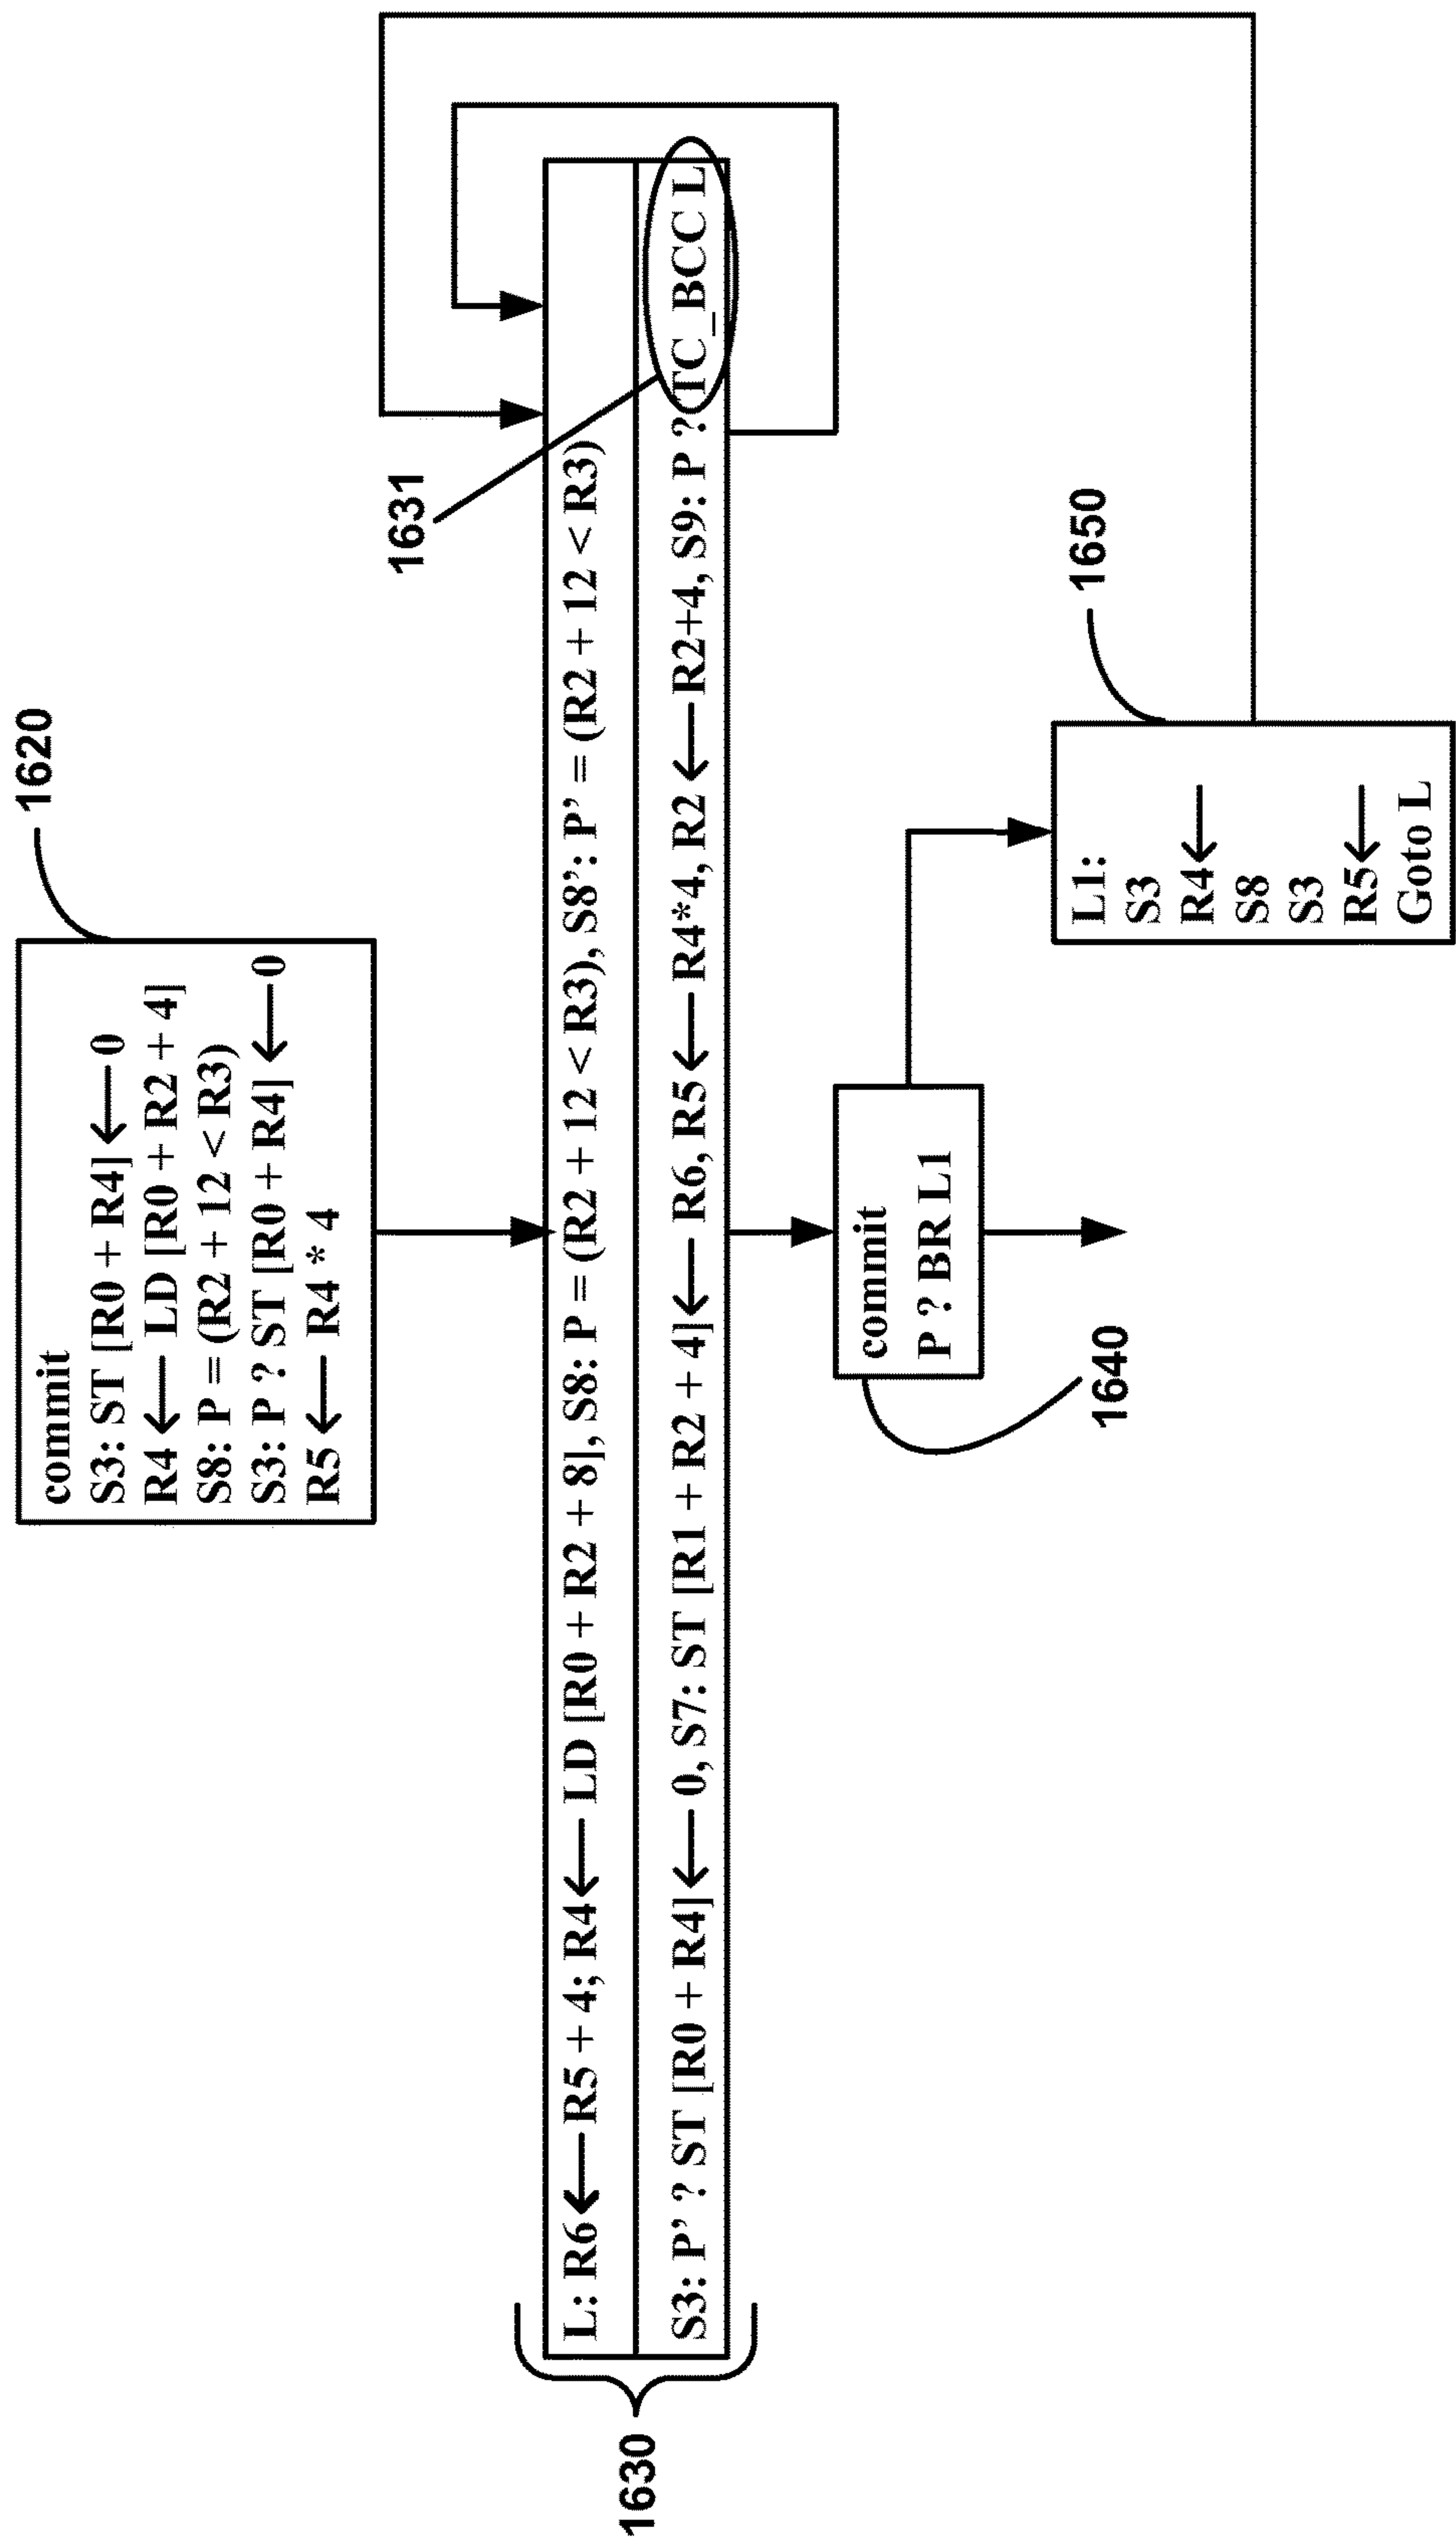 1620
commit
S3: ST [R0 + R4]←0
R4← LD [R0 + R2 + 4]
S8: P = (R2 + 12 < R3)
S3: P ? ST [R0 + R4] ←0
R5← R4 * 4
1631
1630
L: R6←R5 + 4; R4← LD [R0 + R2 + 8], S8: P = (R2 + 12 < R3), S8’: P’ = (R2 + 12 < R3)
S3: P' ? ST [R0 + R4]←0, S7: ST [R1 + R2 + 4]← R6, R5←R4*4, R2 ←R2+4, S9: P ? TC_BCC L
1640
commit
P ? BR L1
1650
L1:
S3
R4←
S8
S3
R5←
Goto L